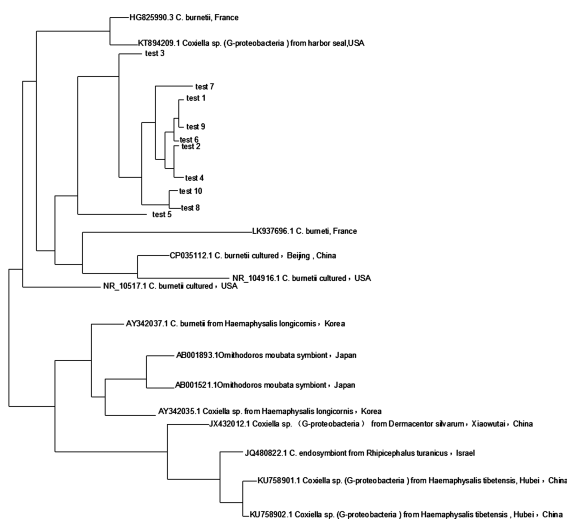 HG825990.3 C. burnetii, France
KT894209.1 Coxiella sp. (G-proteobacteria) from harbor seal,USA
test 3
test 7
test 1
test 9
test 6
test 2
test 4
test 10
test 8
test 5
LK937696.1 C. burneti, France
CP035112.1 C. burnetii cultured, Beijing , China
NR_104916.1 C. burnetii cultured, USA
NR_10517.1 C. burnetii cultured, USA
AY342037.1 C. burnetii from Haemaphysalis longicornis, Korea
AB001893.1Ornithodoros moubata symbiont, Japan
AB001521.1Ornithodoros moubata symbiont, Japan
AY342035.1 Coxiella sp. from Haemaphysalis longicornis, Korea
JX432012.1 Coxiella sp. (G-proteobacteria) from Dermacentor silvarum, Xiaowutai, China
JQ480822.1 C. endosymbiont from Rhipicephalus turanicus, Israel
KU758901.1 Coxiella sp. (G-proteobacteria) from Haemaphysalis tibetensis, Hubei, China
KU758902.1 Coxiella sp. (G-proteobacteria) from Haemaphysalis tibetensis , Hubei, China